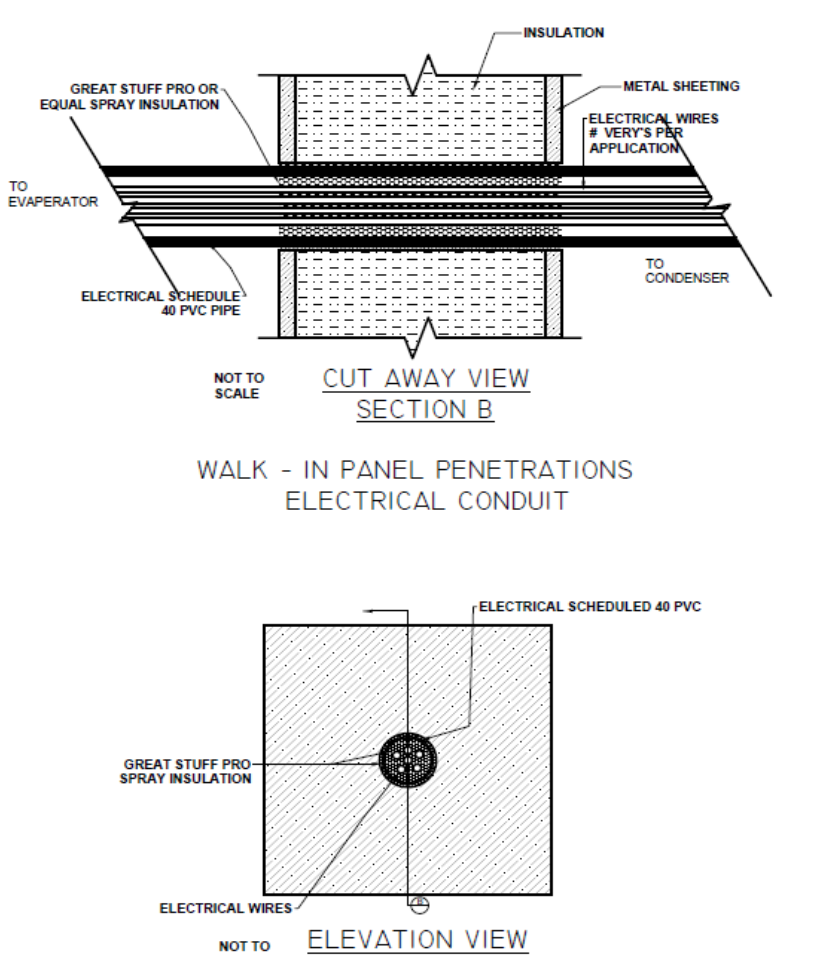 INSULATION
GREAT STUFF PRO OR
EQUAL SPRAY INSULATION
METAL SHEETING
ELECTRICAL WIRES
# VERY'S PER
APPLICATION
TO
EVAPERATOR
TO
CONDENSER
ELECTRICAL SCHEDULE
40 PVC PIPE
NOT TO
SCALE
CUT AWAY VIEW
SECTION B
WALK - IN PANEL PENETRATIONS
ELECTRICAL CONDUIT
ELECTRICAL SCHEDULED 40 PVC
GREAT STUFF PRO
SPRAY INSULATION
ELECTRICAL WIRES
B
NOT TO
ELEVATION VIEW